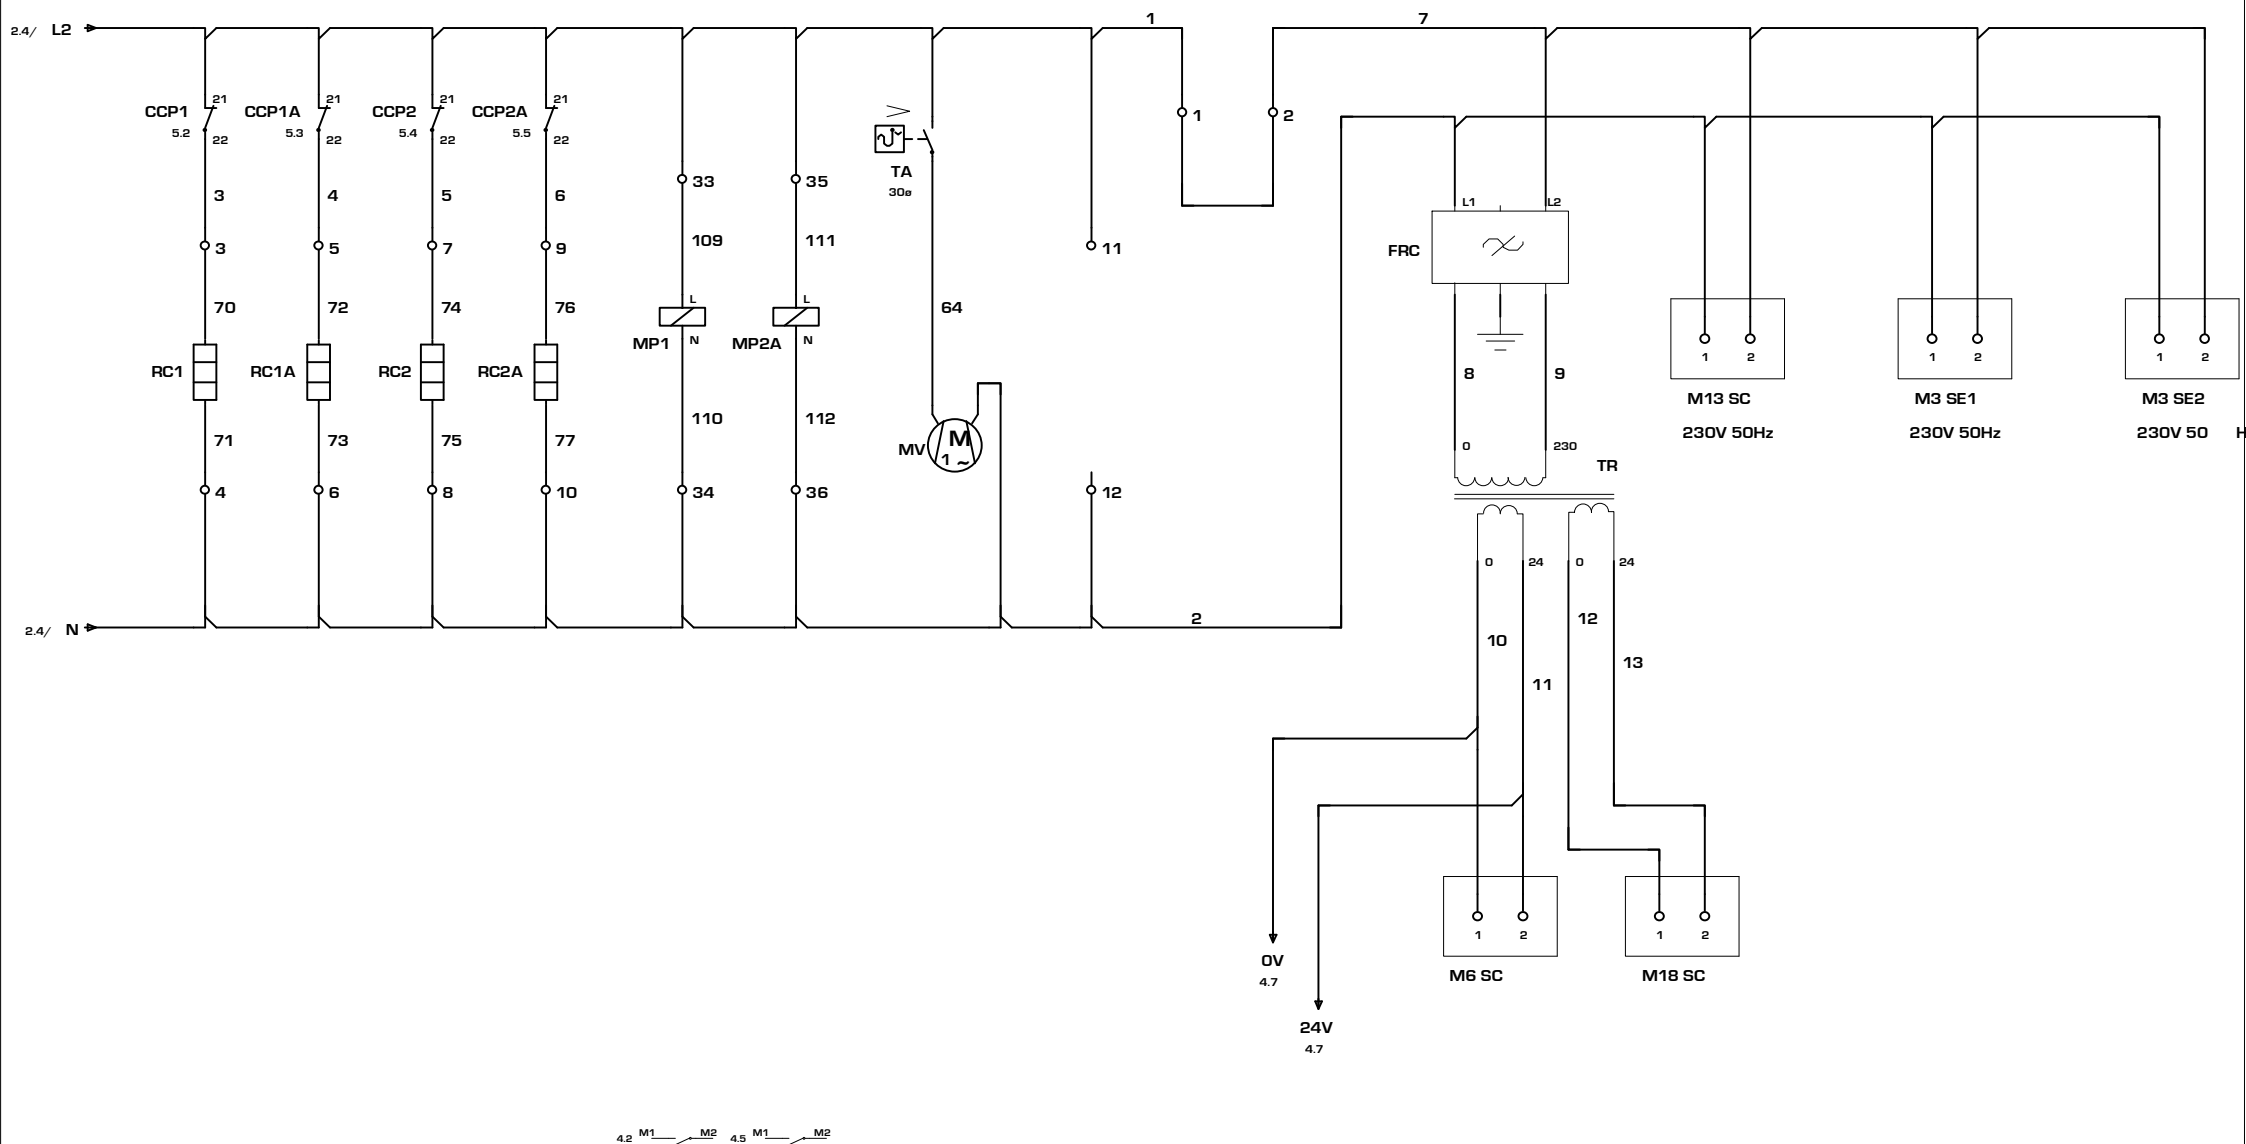 1 7
2.4/ L2
21 21 21 21
CCP1 CCP1A CCP2 CCP2A
5.2 5.3 5.4 5.5
22 22 22 22
1 2
TA
30ø
33 35
3 4 5 6
L1 L2
109 111
3 5 7 9 11
FRC
L L
70 72 74 76 64
MP1 N MP2A N
1 2 1 2 1 2
RC1 RC1A RC2 RC2A
8 9
M13 SC M3 SE1 M3 SE2
110 112
230V 50Hz 230V 50Hz 230V 50 H
71 73 75 77
MV M
1 ~
0 230
TR
4 6 8 10 34 36 12
0 24 0 24
2.4/ N
2
12
10
13
11
1 2 1 2
0V
4.7
M6 SC M18 SC
24V
4.7
4.2 M1 M2 4.5 M1 M2